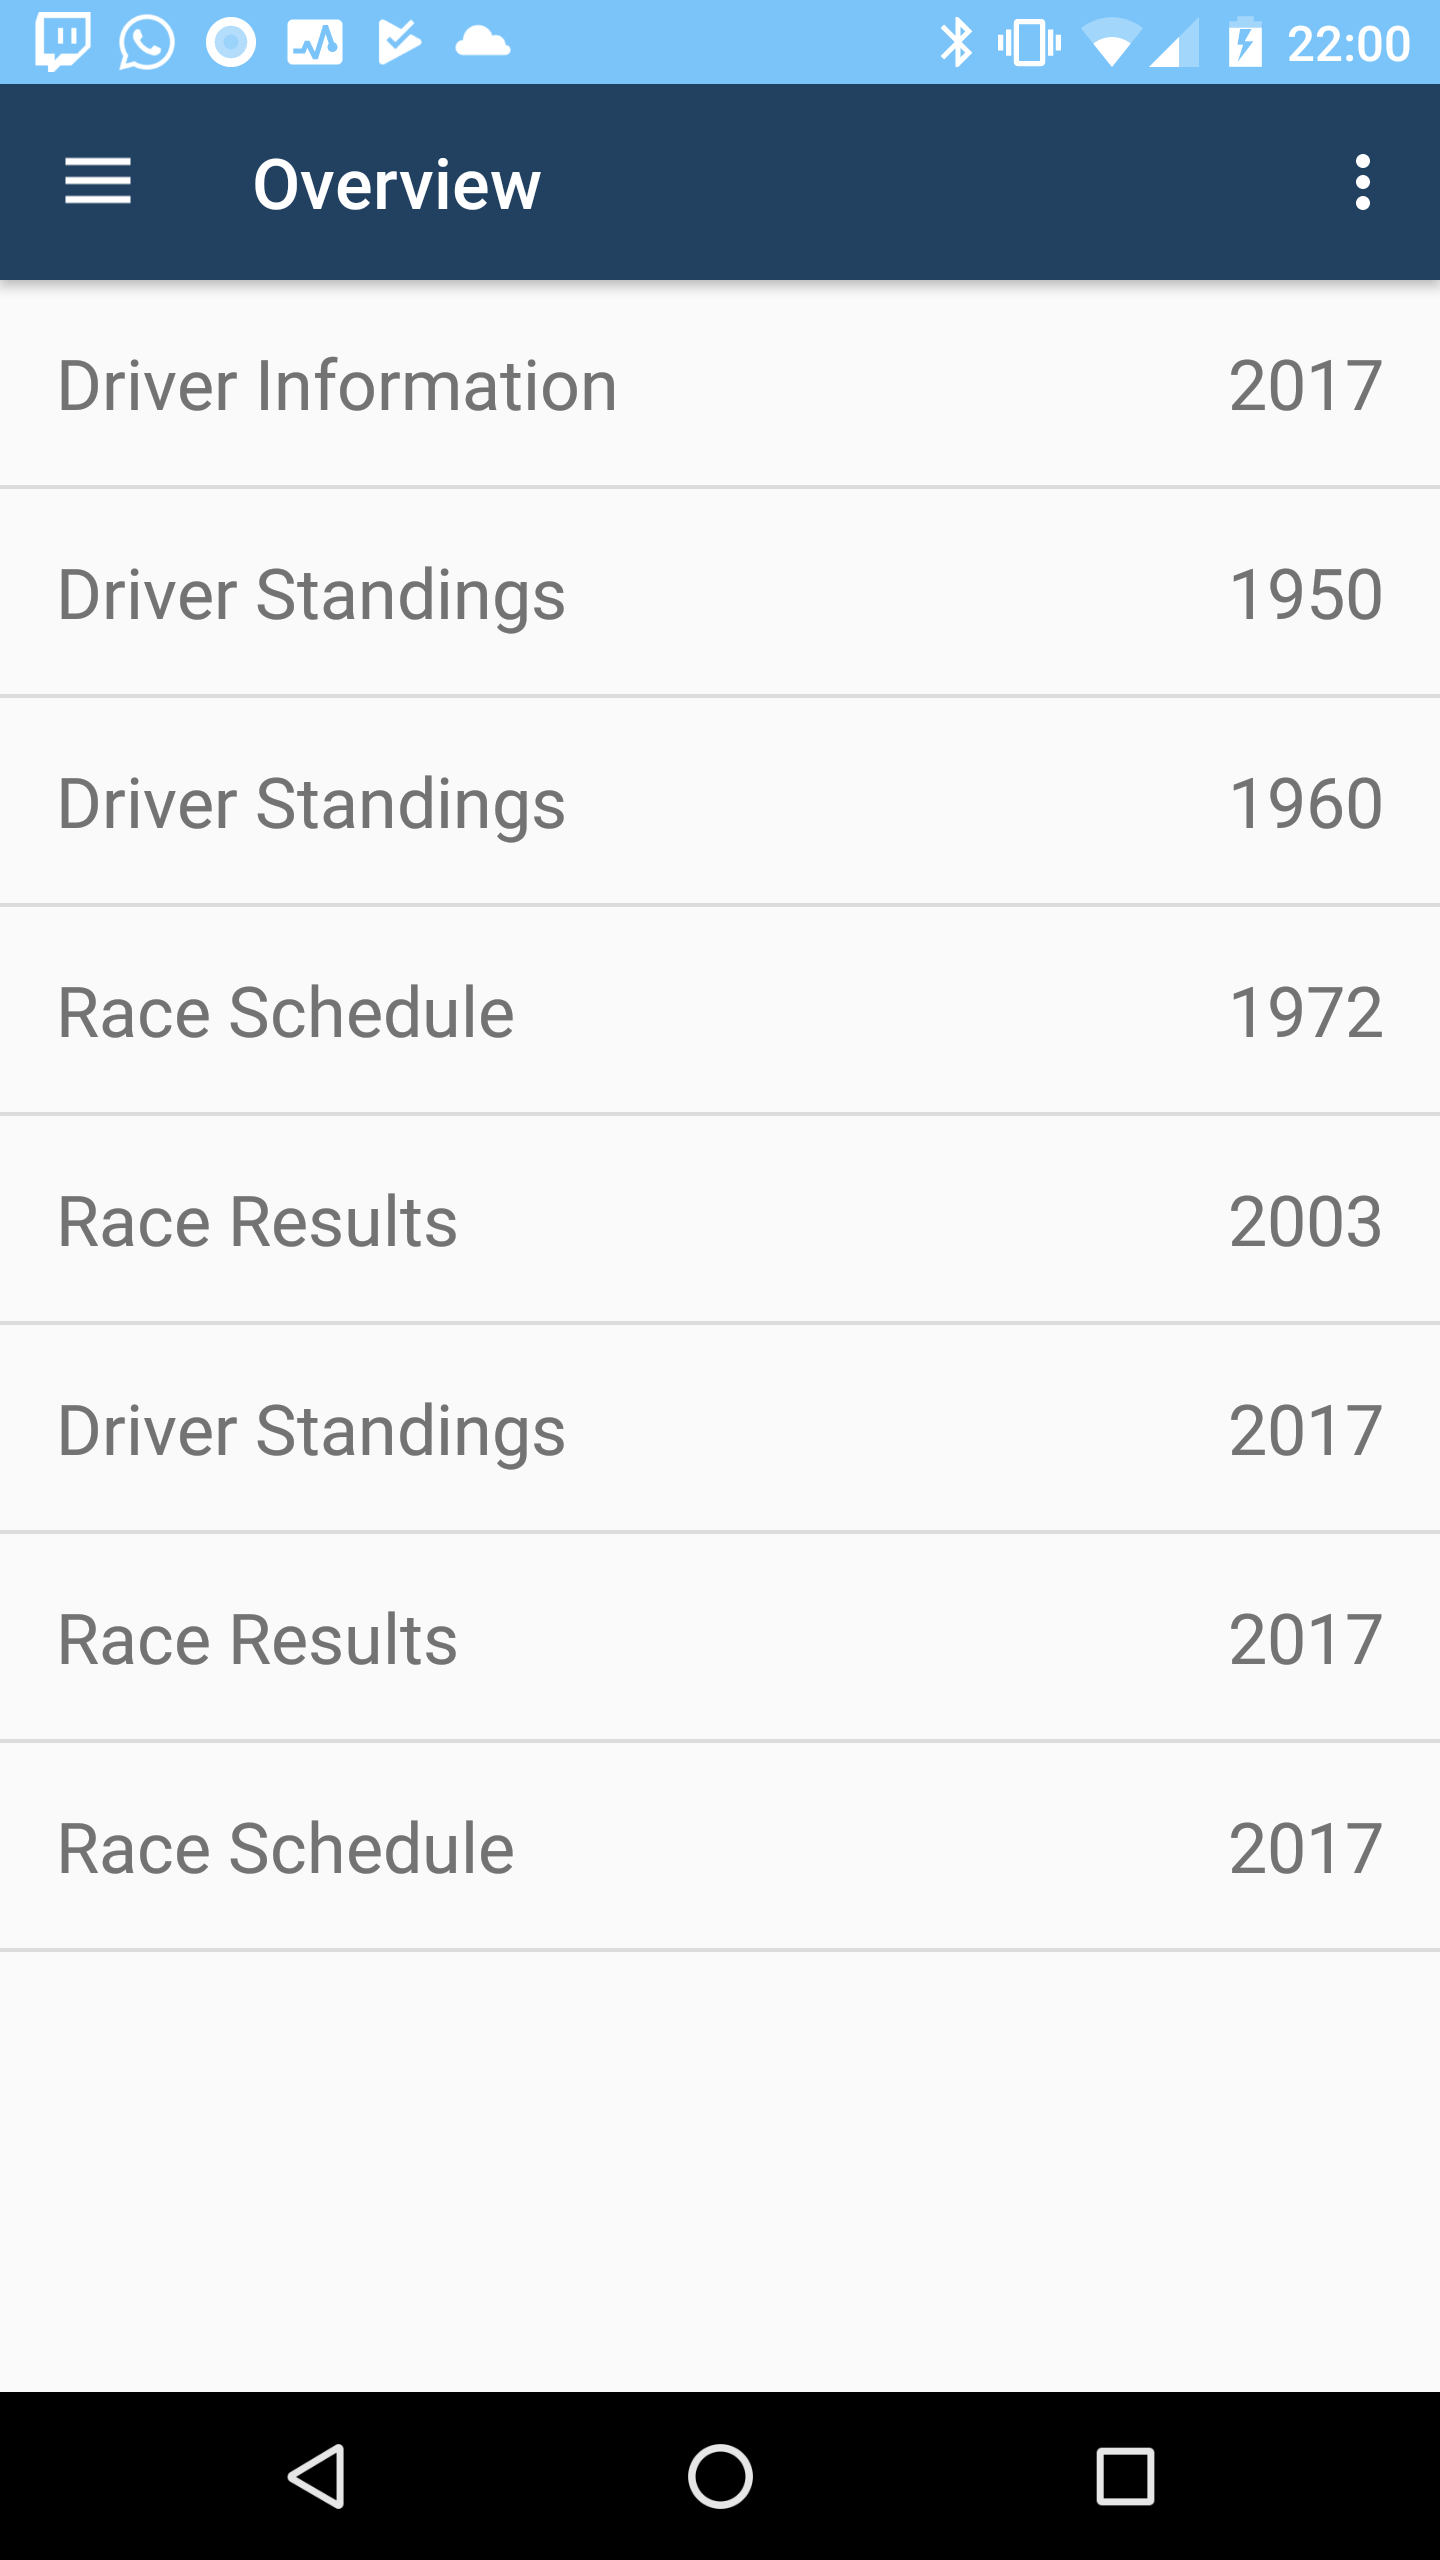 22:00
Overview
Driver Information 2017
Driver Standings 1950
Driver Standings 1960
Race Schedule 1972
Race Results 2003
Driver Standings 2017
Race Results 2017
Race Schedule 2017